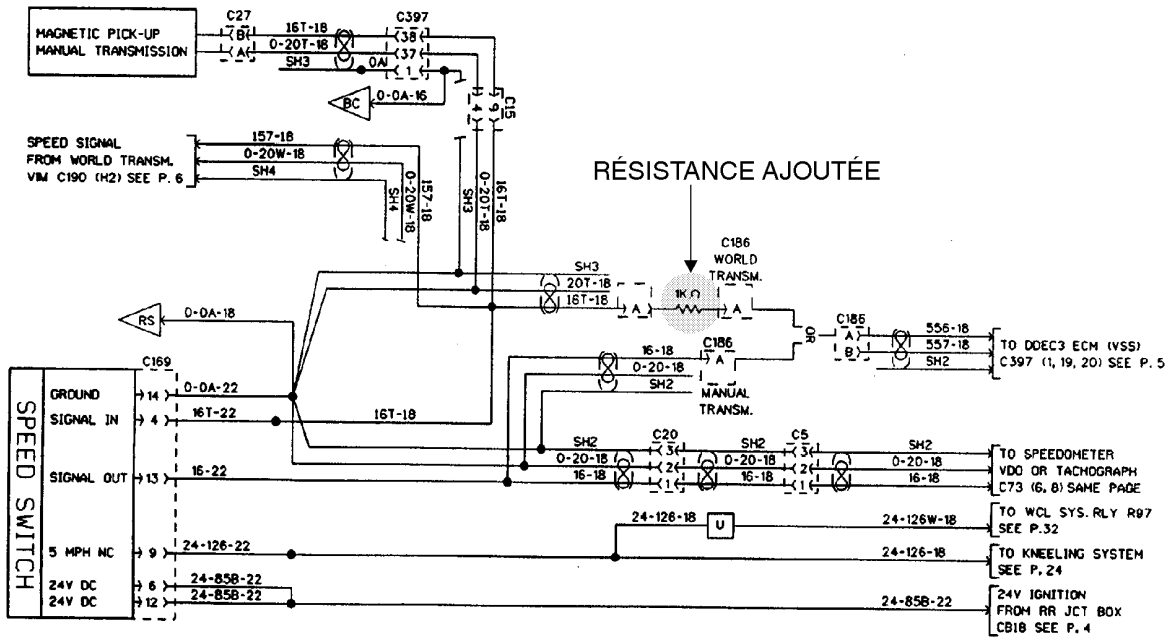 C27
C397
MAGNETIC PICK-UP
MANUAL TRANSMISSION
B
A
16T-18
0-20T-18
SH3
0A
38
37
1
BC
0-0A-16
4
9
C15
SPEED SIGNAL
FROM WORLD TRANSM.
VIM C190 (H2) SEE P. 6
157-18
0-20W-18
SH4
SH4
0-20W-18
157-18
SH3
0-20T-18
16T-18
RÉSISTANCE AJOUTÉE
C186
WORLD
TRANSM.
SH3
20T-18
16T-18
A
1K Ω
A
RS
0-0A-18
OR
C186
A
B
556-18
557-18
SH2
TO DDEC3 ECM (VSS)
C397 (1, 19, 20) SEE P. 5
16-18
0-20-18
SH2
C186
A
MANUAL
TRANSM.
SPEED SWITCH
C169
GROUND
14
0-0A-22
SIGNAL IN
4
16T-22
16T-18
SIGNAL OUT
13
16-22
SH2
0-20-18
16-18
C20
3
2
1
SH2
0-20-18
16-18
C5
3
2
1
SH2
0-20-18
16-18
TO SPEEDOMETER
VDO OR TACHOGRAPH
C73 (6, 8) SAME PAGE
24-126-18
U
24-126W-18
TO WCL SYS. RLY R97
SEE P.32
5 MPH NC
9
24-126-22
24-126-18
TO KNEELING SYSTEM
SEE P. 24
24V DC
6
24-85B-22
24V DC
12
24-85B-22
24-85B-22
24V IGNITION
FROM RR JCT BOX
CB18 SEE P. 4